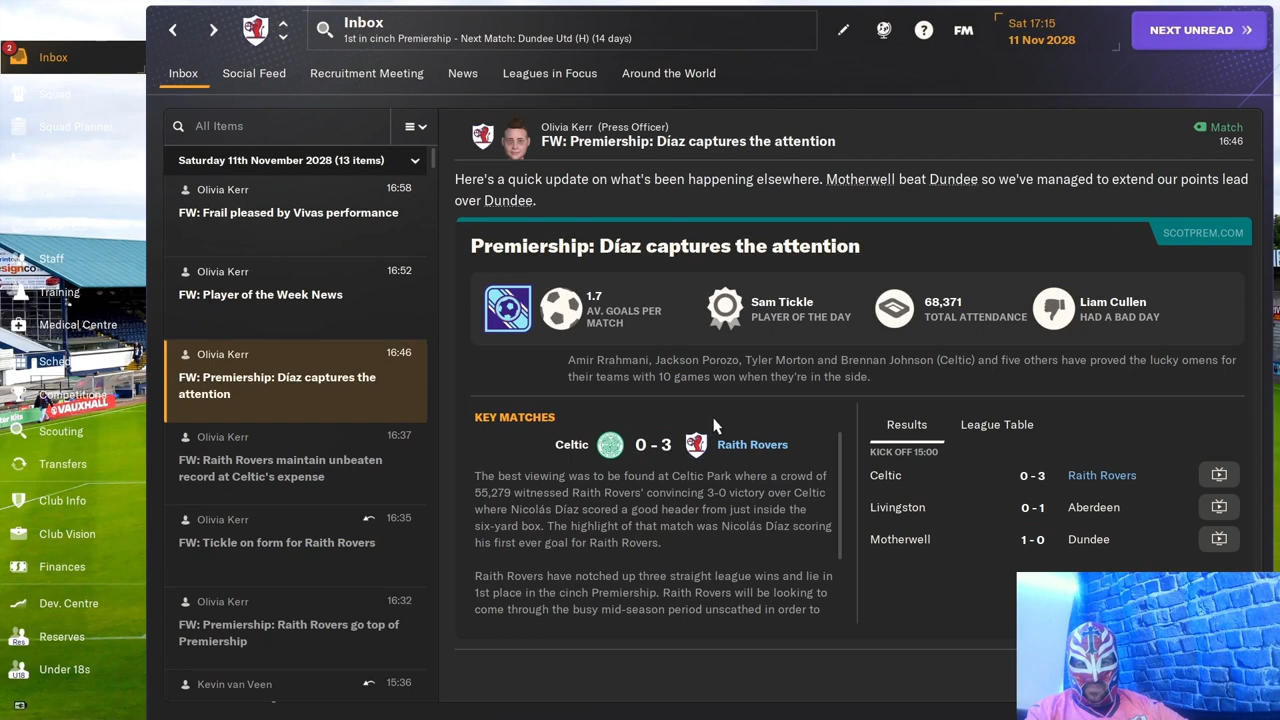 2
Inbox
Squad
Squad Planner
Staff
Training
Medical Centre
Sched
Competitions
VAUXHALL
Scouting
Transfers
Club Info
Club Vision
Finances
Dev. Centre
Reserves
Under 18s
Inbox
1st in cinch Premiership - Next Match: Dundee Utd (H) (14 days)
FM
Sat 17:15
11 Nov 2028
NEXT UNREAD
Inbox
Social Feed
Recruitment Meeting
News
Leagues in Focus
Around the World
All Items
Saturday 11th November 2028 (13 items)
Olivia Kerr 16:58
FW: Frail pleased by Vivas performance
Olivia Kerr 16:52
FW: Player of the Week News
Olivia Kerr 16:46
FW: Premiership: Díaz captures the
attention
Olivia Kerr 16:37
FW: Raith Rovers maintain unbeaten
record at Celtic's expense
Olivia Kerr 16:35
FW: Tickle on form for Raith Rovers
Olivia Kerr 16:32
FW: Premiership: Raith Rovers go top of
Premiership
Kevin van Veen 15:36
Olivia Kerr (Press Officer)
FW: Premiership: Díaz captures the attention
Match
16:46
Here's a quick update on what's been happening elsewhere. Motherwell beat Dundee so we've managed to extend our points lead
over Dundee.
SCOTPREM.COM
Premiership: Díaz captures the attention
1.7
AV. GOALS PER
MATCH
Sam Tickle
PLAYER OF THE DAY
68,371
TOTAL ATTENDANCE
Liam Cullen
HAD A BAD DAY
Amir Rrahmani, Jackson Porozo, Tyler Morton and Brennan Johnson (Celtic) and five others have proved the lucky omens for
their teams with 10 games won when they're in the side.
KEY MATCHES
Celtic 0 - 3 Raith Rovers
The best viewing was to be found at Celtic Park where a crowd of
55,279 witnessed Raith Rovers' convincing 3-0 victory over Celtic
where Nicolás Díaz scored a good header from just inside the
six-yard box. The highlight of that match was Nicolás Díaz scoring
his first ever goal for Raith Rovers.
Raith Rovers have notched up three straight league wins and lie in
1st place in the cinch Premiership. Raith Rovers will be looking to
come through the busy mid-season period unscathed in order to
Results
League Table
KICK OFF 15:00
Celtic 0 - 3 Raith Rovers
Livingston 0 - 1 Aberdeen
Motherwell 1 - 0 Dundee